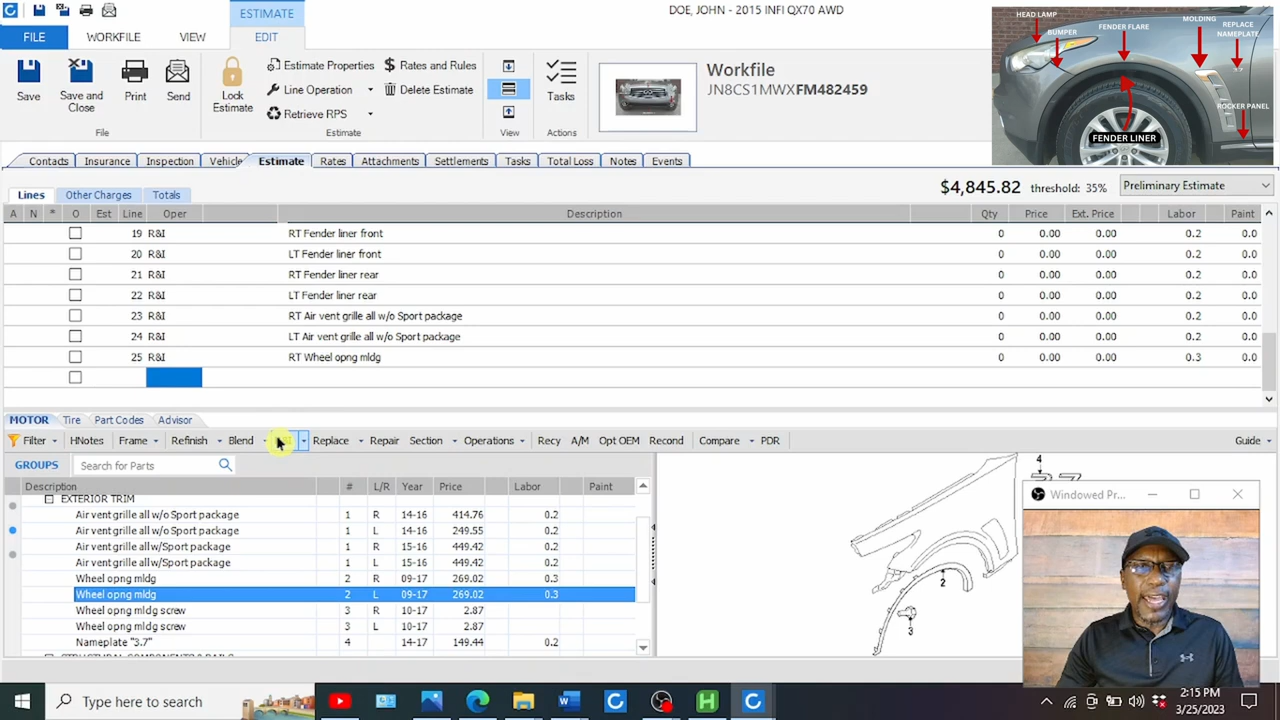 ESTIMATE
DOE, JOHN - 2015 INFI QX70 AWD
FILE
WORKFILE
VIEW
EDIT
Save
Save and Close
Print
Send
File
Lock Estimate
Estimate Properties
Line Operation
Retrieve RPS
Rates and Rules
Delete Estimate
Estimate
View
Tasks
Actions
Workfile
JN8CS1MWXFM482459
HEAD LAMP
BUMPER
FENDER FLARE
MOLDING
REPLACE NAMEPLATE
ROCKER PANEL
FENDER LINER
Contacts Insurance Inspection Vehicle Estimate Rates Attachments Settlements Tasks Total Loss Notes Events
Lines Other Charges Totals
$4,845.82 threshold: 35% Preliminary Estimate
A N * O Est Line Oper Description Qty Price Ext. Price Labor Paint
19 R&I RT Fender liner front 0 0.00 0.00 0.2 0.0
20 R&I LT Fender liner front 0 0.00 0.00 0.2 0.0
21 R&I RT Fender liner rear 0 0.00 0.00 0.2 0.0
22 R&I LT Fender liner rear 0 0.00 0.00 0.2 0.0
23 R&I RT Air vent grille all w/o Sport package 0 0.00 0.00 0.2 0.0
24 R&I LT Air vent grille all w/o Sport package 0 0.00 0.00 0.2 0.0
25 R&I RT Wheel opng mldg 0 0.00 0.00 0.3 0.0
MOTOR Tire Part Codes Advisor
Filter HNotes Frame Refinish Blend Replace Repair Section Operations Recy A/M Opt OEM Recond Compare PDR Guide
GROUPS Search for Parts
Description # L/R Year Price Labor Paint
EXTERIOR TRIM
Air vent grille all w/o Sport package 1 R 14-16 414.76 0.2
Air vent grille all w/o Sport package 1 L 14-16 249.55 0.2
Air vent grille all w/Sport package 1 R 15-16 449.42 0.2
Air vent grille all w/Sport package 1 L 15-16 449.42 0.2
Wheel opng mldg 2 R 09-17 269.02 0.3
Wheel opng mldg 2 L 09-17 269.02 0.3
Wheel opng mldg screw 3 R 10-17 2.87
Wheel opng mldg screw 3 L 10-17 2.87
Nameplate "3.7" 4 14-17 149.44 0.2
4
2
3
Windowed Pr...
Type here to search
2:15 PM
3/25/2023